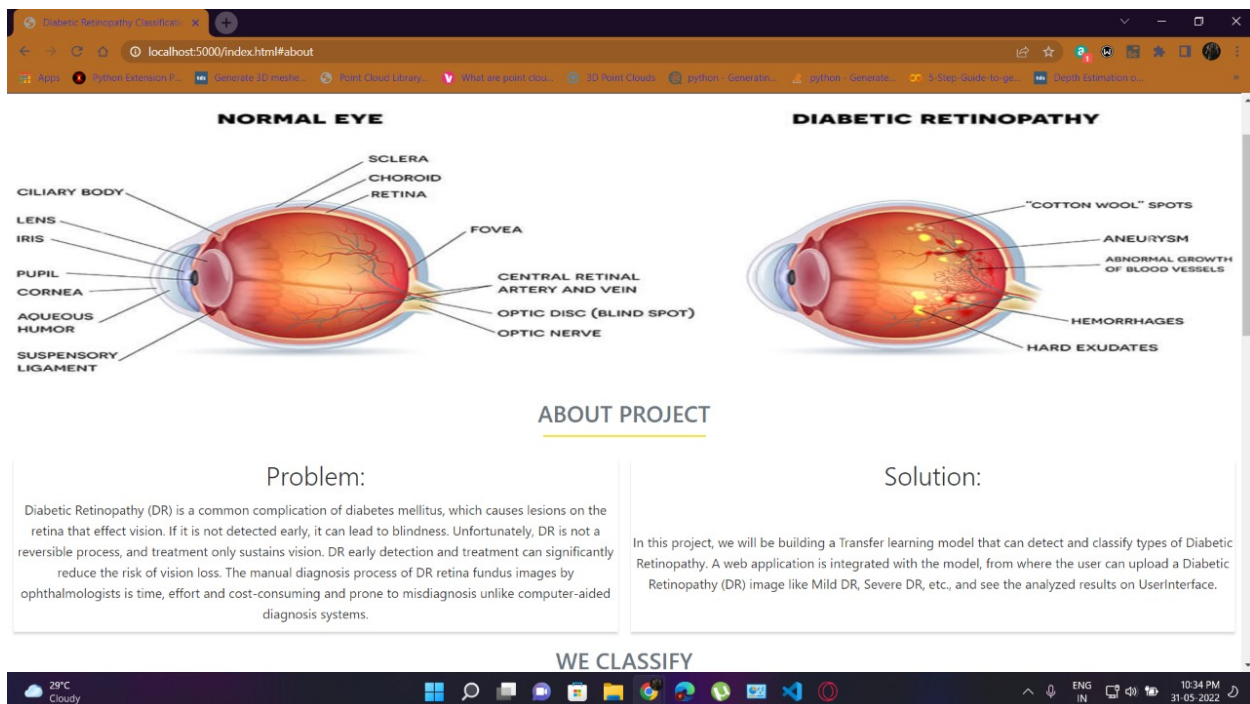 Diabetic Retinopathy Classificati
localhost:5000/index.html#about
Apps
Python Extension P...
Generate 3D meshe...
Point Cloud Library...
What are point clou...
3D Point Clouds
python - Generatin...
python - Generate...
5-Step-Guide-to-ge...
Depth Estimation o...
NORMAL EYE
SCLERA
CHOROID
RETINA
CILIARY BODY
LENS
IRIS
PUPIL
CORNEA
AQUEOUS
HUMOR
SUSPENSORY
LIGAMENT
FOVEA
CENTRAL RETINAL
ARTERY AND VEIN
OPTIC DISC (BLIND SPOT)
OPTIC NERVE
DIABETIC RETINOPATHY
"COTTON WOOL" SPOTS
ANEURYSM
ABNORMAL GROWTH
OF BLOOD VESSELS
HEMORRHAGES
HARD EXUDATES
ABOUT PROJECT
Problem:
Diabetic Retinopathy (DR) is a common complication of diabetes mellitus, which causes lesions on the
retina that effect vision. If it is not detected early, it can lead to blindness. Unfortunately, DR is not a
reversible process, and treatment only sustains vision. DR early detection and treatment can significantly
reduce the risk of vision loss. The manual diagnosis process of DR retina fundus images by
ophthalmologists is time, effort and cost-consuming and prone to misdiagnosis unlike computer-aided
diagnosis systems.
Solution:
In this project, we will be building a Transfer learning model that can detect and classify types of Diabetic
Retinopathy. A web application is integrated with the model, from where the user can upload a Diabetic
Retinopathy (DR) image like Mild DR, Severe DR, etc., and see the analyzed results on UserInterface.
WE CLASSIFY
29°C
Cloudy
ENG
IN
10:34 PM
31-05-2022